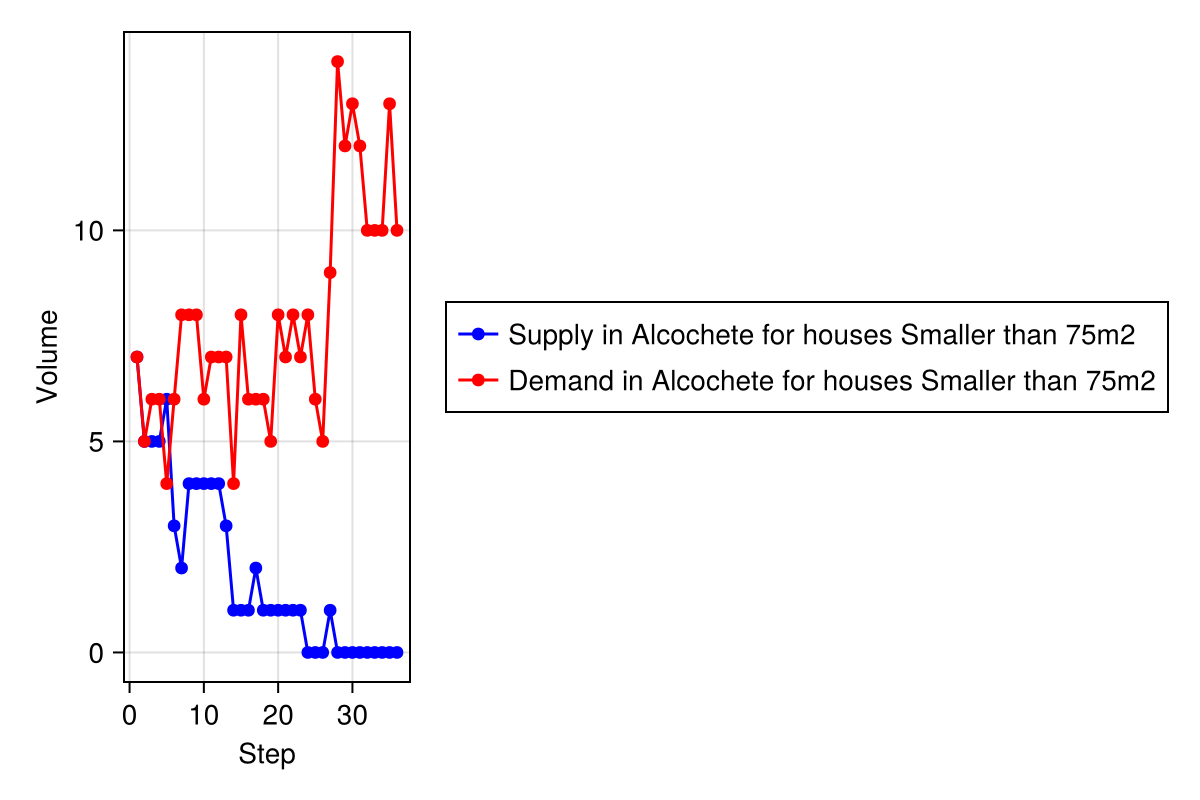 Volume
10
5
0
0 10 20 30
Step
Supply in Alcochete for houses Smaller than 75m2
Demand in Alcochete for houses Smaller than 75m2